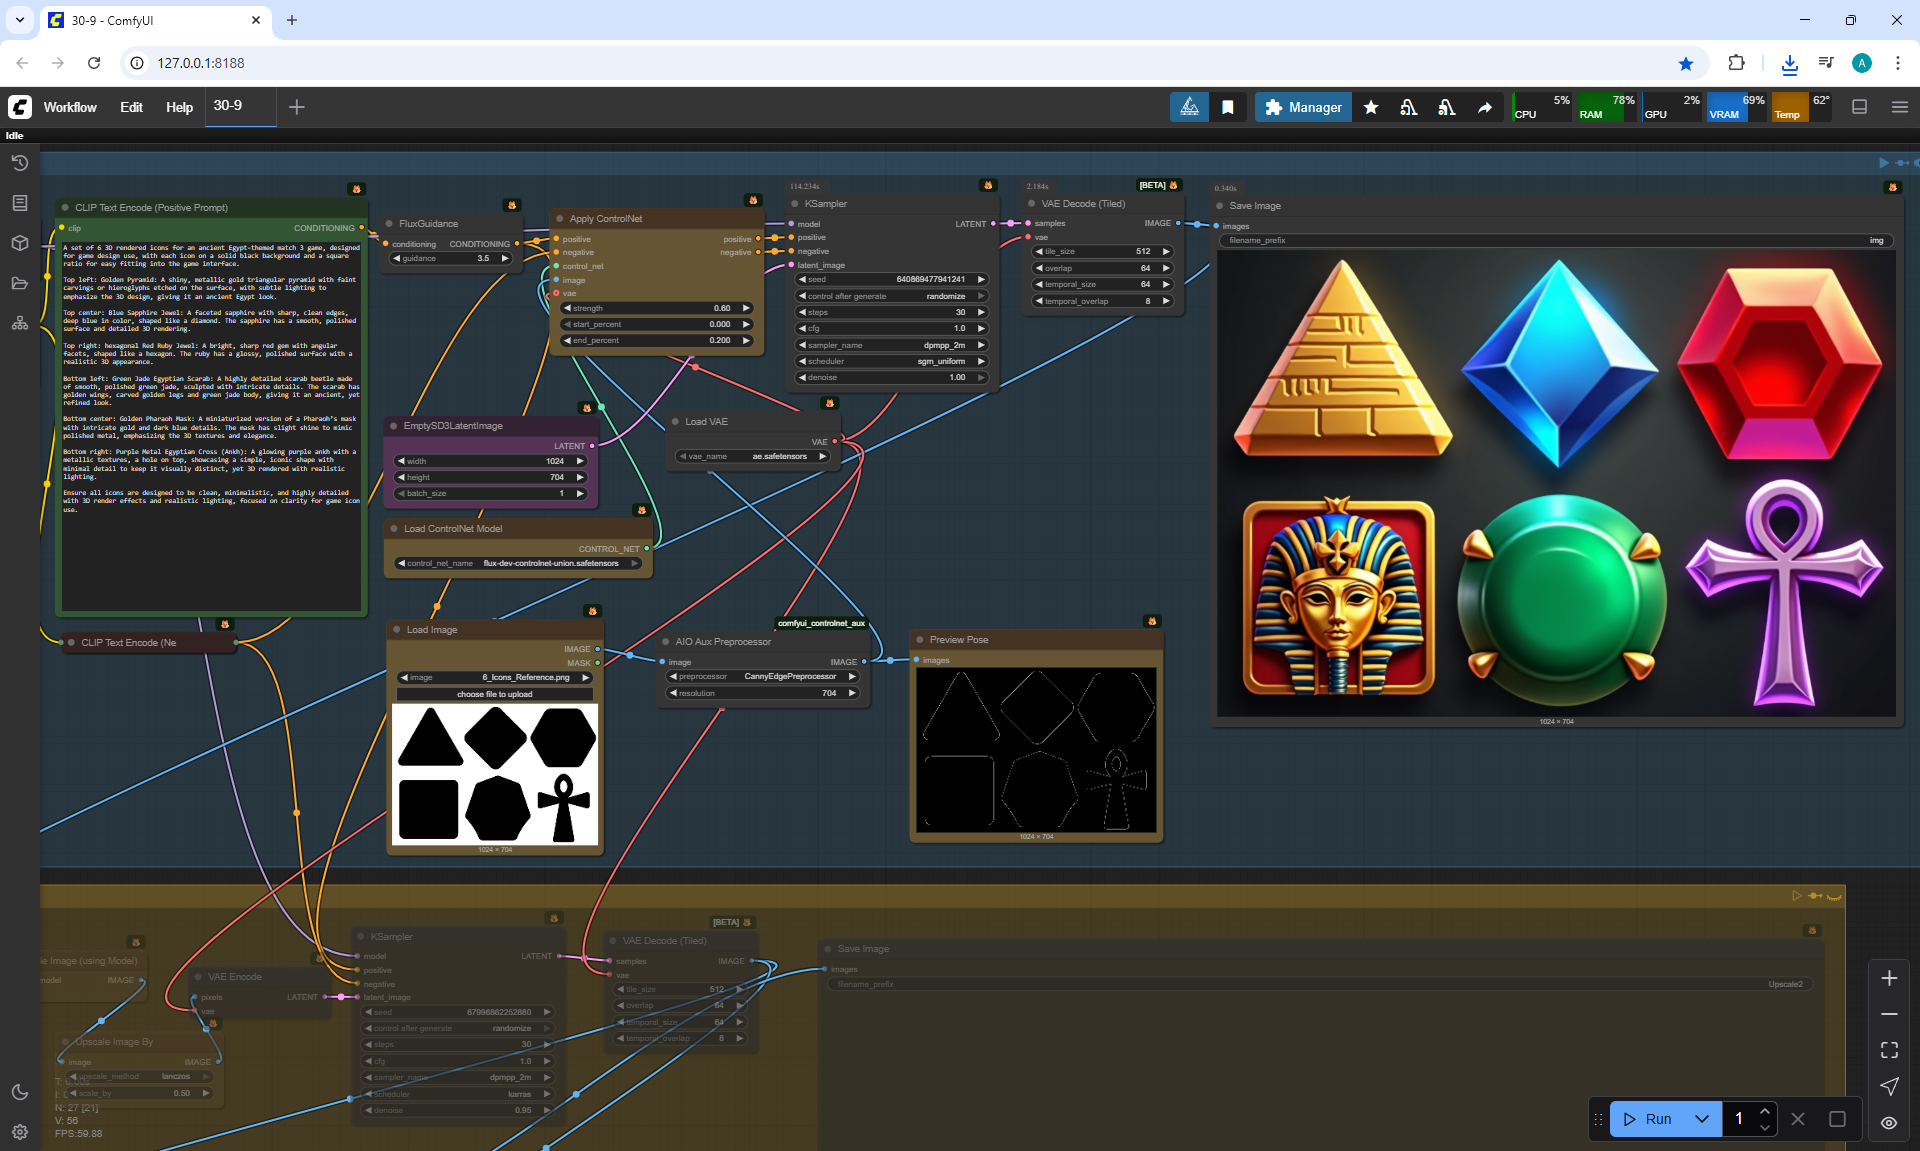 30-9 - ComfyUI
127.0.0.1:8188
A
Workflow
Edit
Help
30-9
Manager
CPU 5%
RAM 78%
GPU 2%
VRAM 69%
Temp 62°
Idle
CLIP Text Encode (Positive Prompt)
clip
CONDITIONING
A set of 6 3D rendered icons for an ancient Egypt-themed match 3 game, designed
for game design use, with each icon on a solid black background and a square
ratio for easy fitting into the game interface.
Top left: Golden Pyramid: A shiny, metallic gold triangular pyramid with faint
carvings or hieroglyphs etched on the surface, with subtle lighting to
emphasize the 3D design, giving it an ancient Egypt look.
Top center: Blue Sapphire Jewel: A faceted sapphire with sharp, clean edges,
deep blue in color, shaped like a diamond. The sapphire has a smooth, polished
surface and detailed 3D rendering.
Top right: hexagonal Red Ruby Jewel: A bright, sharp red gem with angular
facets, shaped like a hexagon. The ruby has a glossy, polished surface with a
realistic 3D appearance.
Bottom left: Green Jade Egyptian Scarab: A highly detailed scarab beetle made
of smooth, polished green jade, sculpted with intricate details. The scarab has
golden wings, carved golden legs and green jade body, giving it an ancient, yet
refined look.
Bottom center: Golden Pharaoh Mask: A miniaturized version of a Pharaoh's mask
with intricate gold and dark blue details. The mask has slight shine to mimic
polished metal, emphasizing the 3D textures and elegance.
Bottom right: Purple Metal Egyptian Cross (Ankh): A glowing purple ankh with a
metallic textures, a hole on top, showcasing a simple, iconic shape with
minimal detail to keep it visually distinct, yet 3D rendered with realistic
lighting.
Ensure all icons are designed to be clean, minimalistic, and highly detailed
with 3D render effects and realistic lighting, focused on clarity for game icon
use.
CLIP Text Encode (Ne
FluxGuidance
conditioning
CONDITIONING
guidance 3.5
Apply ControlNet
positive
positive
negative
negative
control_net
image
vae
strength 0.60
start_percent 0.000
end_percent 0.200
114.234s
KSampler
model
LATENT
positive
negative
latent_image
seed 640869477941241
control after generate randomize
steps 30
cfg 1.0
sampler_name dpmpp_2m
scheduler sgm_uniform
denoise 1.00
2.184s
[BETA]
VAE Decode (Tiled)
samples
IMAGE
vae
tile_size 512
overlap 64
temporal_size 64
temporal_overlap 8
0.340s
Save Image
images
filename_prefix img
1024 × 704
EmptySD3LatentImage
LATENT
width 1024
height 704
batch_size 1
Load VAE
VAE
vae_name ae.safetensors
Load ControlNet Model
CONTROL_NET
control_net_name flux-dev-controlnet-union.safetensors
Load Image
IMAGE
MASK
image 6_Icons_Reference.png
choose file to upload
1024 × 704
comfyui_controlnet_aux
AIO Aux Preprocessor
image
IMAGE
preprocessor CannyEdgePreprocessor
resolution 704
Preview Pose
images
1024 × 704
le Image (using Model)
model
IMAGE
VAE Encode
pixels
LATENT
vae
Upscale Image By
image
IMAGE
upscale_method lanczos
scale_by 0.50
N: 27 [21]
V: 56
FPS:59.88
KSampler
model
LATENT
positive
negative
latent_image
seed 67996862252880
control after generate randomize
steps 30
cfg 1.0
sampler_name dpmpp_2m
scheduler karras
denoise 0.95
[BETA]
VAE Decode (Tiled)
samples
IMAGE
vae
tile_size 512
overlap 64
temporal_size 64
temporal_overlap 8
Save Image
images
filename_prefix Upscale2
Run
1